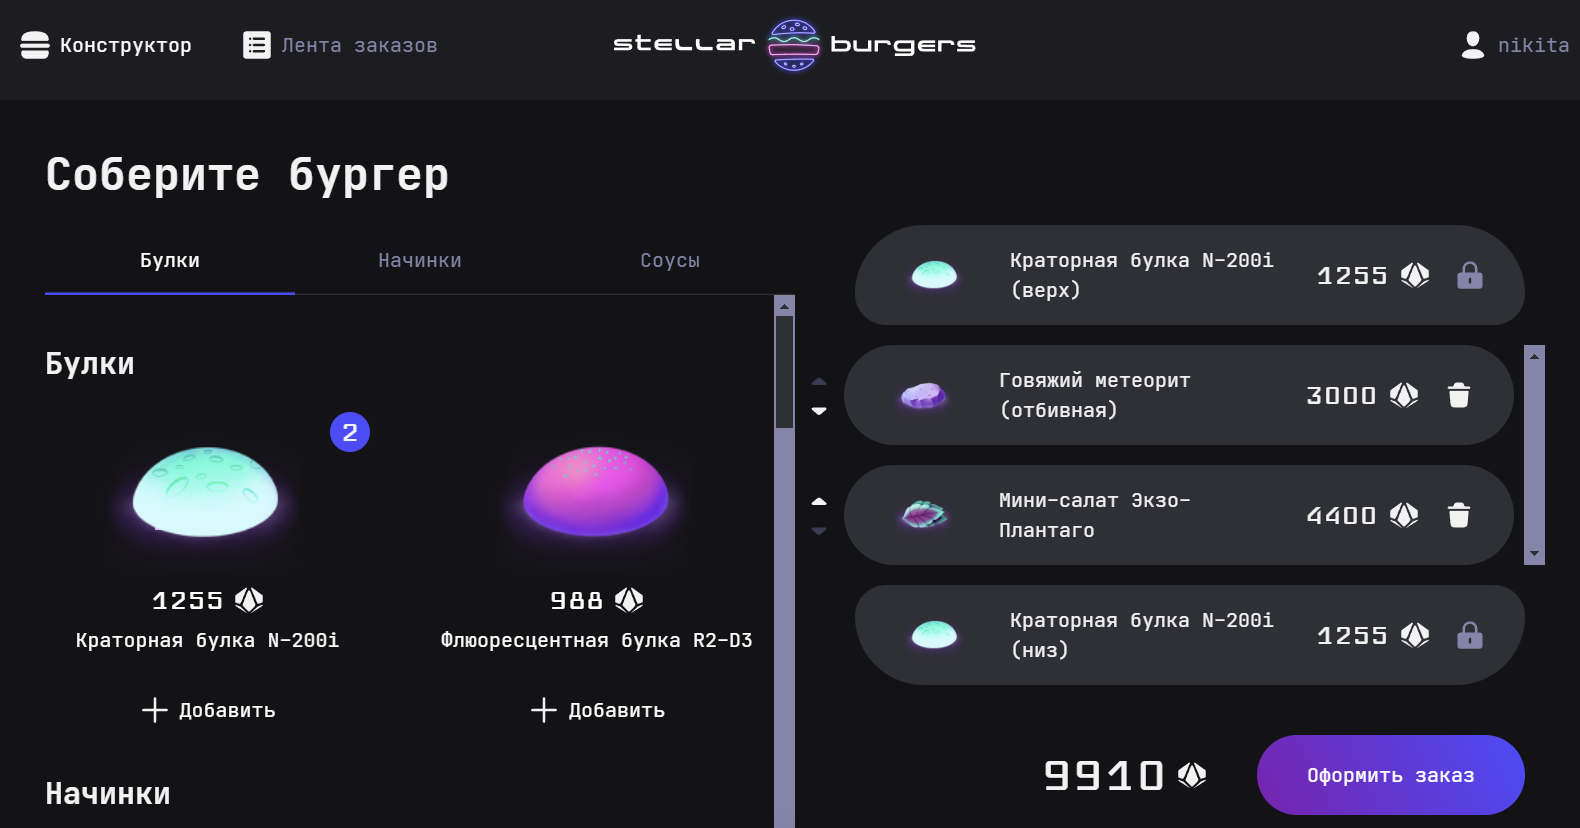 Конструктор
Лента заказов
stellar burgers
nikita
Соберите бургер
Булки
Начинки
Соусы
Булки
2
1255
Краторная булка N-200i
Добавить
988
Флюоресцентная булка R2-D3
Добавить
Начинки
Краторная булка N-200i
(верх)
1255
Говяжий метеорит
(отбивная)
3000
Мини-салат Экзо-
Плантаго
4400
Краторная булка N-200i
(низ)
1255
9910
Оформить заказ